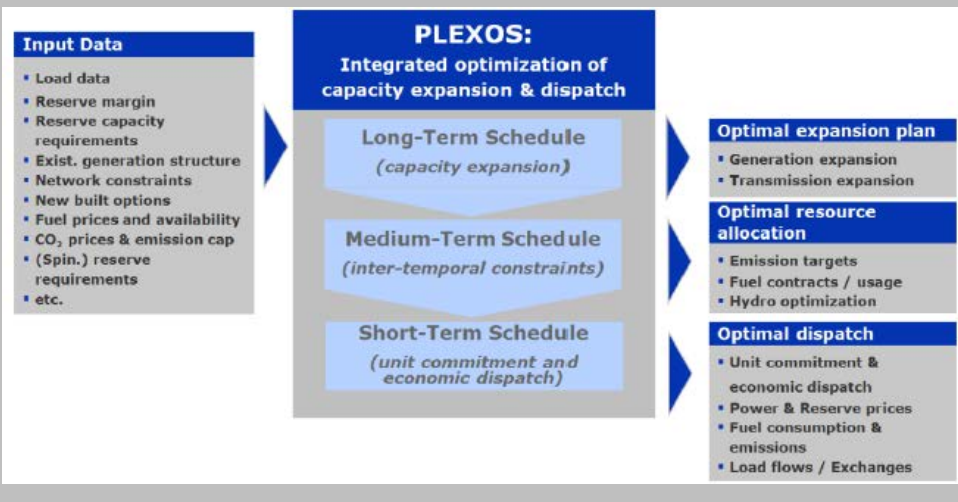 Input Data
▪ Load data
▪ Reserve margin
▪ Reserve capacity
requirements
▪ Exist. generation structure
▪ Network constraints
▪ New built options
▪ Fuel prices and availability
▪ CO₂ prices & emission cap
▪ (Spin.) reserve
requirements
▪ etc.
PLEXOS:
Integrated optimization of
capacity expansion & dispatch
Long-Term Schedule
(capacity expansion)
Medium-Term Schedule
(inter-temporal constraints)
Short-Term Schedule
(unit commitment and
economic dispatch)
Optimal expansion plan
▪ Generation expansion
▪ Transmission expansion
Optimal resource
allocation
▪ Emission targets
▪ Fuel contracts / usage
▪ Hydro optimization
Optimal dispatch
▪ Unit commitment &
economic dispatch
▪ Power & Reserve prices
▪ Fuel consumption &
emissions
▪ Load flows / Exchanges